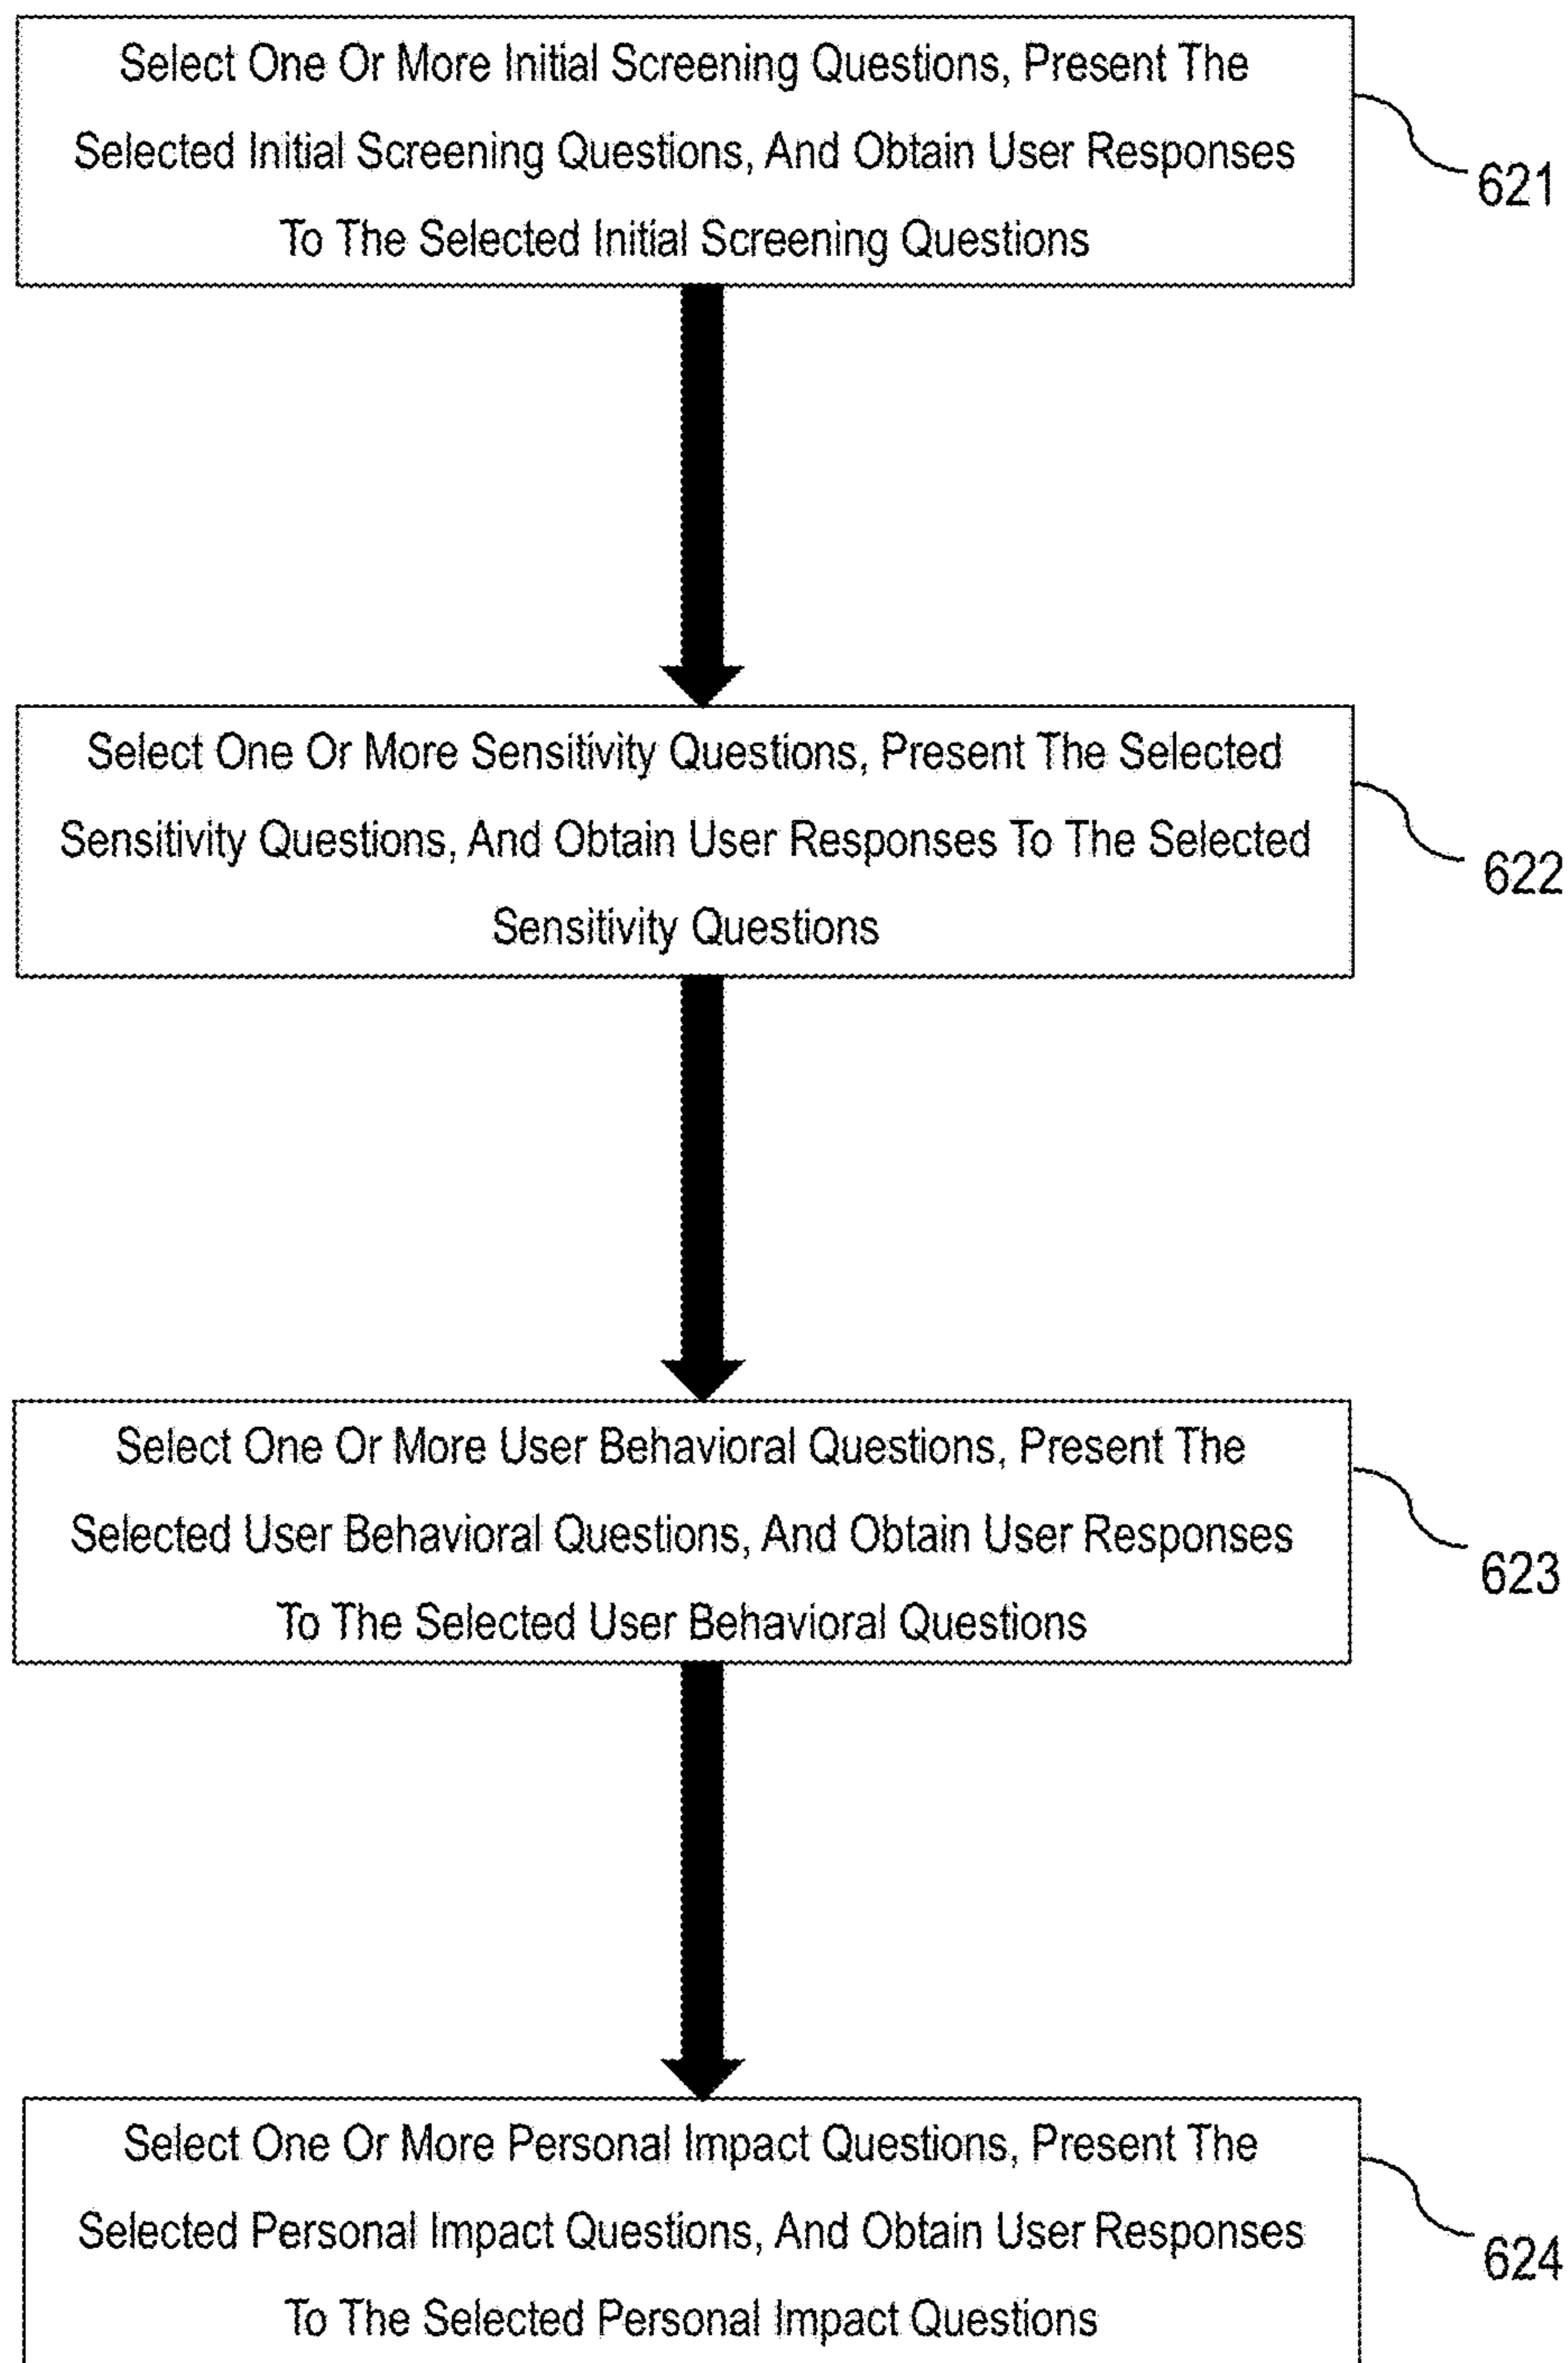 Select One Or More Initial Screening Questions, Present The
Selected Initial Screening Questions, And Obtain User Responses
To The Selected Initial Screening Questions
621
Select One Or More Sensitivity Questions, Present The Selected
Sensitivity Questions, And Obtain User Responses To The Selected
Sensitivity Questions
622
Select One Or More User Behavioral Questions, Present The
Selected User Behavioral Questions, And Obtain User Responses
To The Selected User Behavioral Questions
623
Select One Or More Personal Impact Questions, Present The
Selected Personal Impact Questions, And Obtain User Responses
To The Selected Personal Impact Questions
624